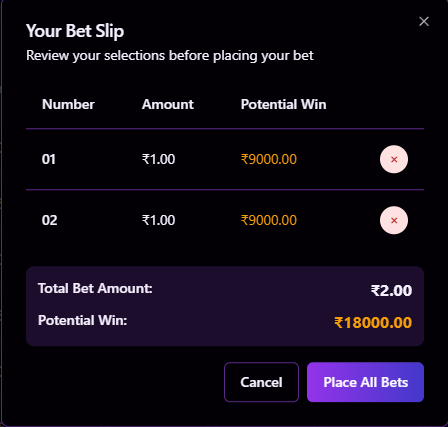 Your Bet Slip
Review your selections before placing your bet
Number Amount Potential Win
01 ₹1.00 ₹9000.00
02 ₹1.00 ₹9000.00
Total Bet Amount: ₹2.00
Potential Win: ₹18000.00
Cancel Place All Bets